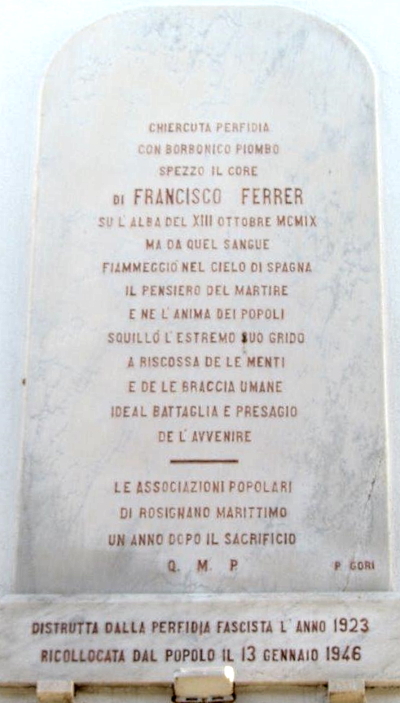 CHIERCUTA PERFIDIA
CON BORBONICO PIOMBO
SPEZZO IL CORE
DI FRANCISCO FERRER
SU L'ALBA DEL XIII OTTOBRE MCMIX
MA DA QUEL SANGUE
FIAMMEGGIÒ NEL CIELO DI SPAGNA
IL PENSIERO DEL MARTIRE
E NE L'ANIMA DEI POPOLI
SQUILLÒ L'ESTREMO SUO GRIDO
A RISCOSSA DE LE MENTI
E DE LE BRACCIA UMANE
IDEAL BATTAGLIA E PRESAGIO
DE L'AVVENIRE
LE ASSOCIAZIONI POPOLARI
DI ROSIGNANO MARITTIMO
UN ANNO DOPO IL SACRIFICIO
Q. M. P.
P. GORI
DISTRUTTA DALLA PERFIDIA FASCISTA L'ANNO 1923
RICOLLOCATA DAL POPOLO IL 13 GENNAIO 1946